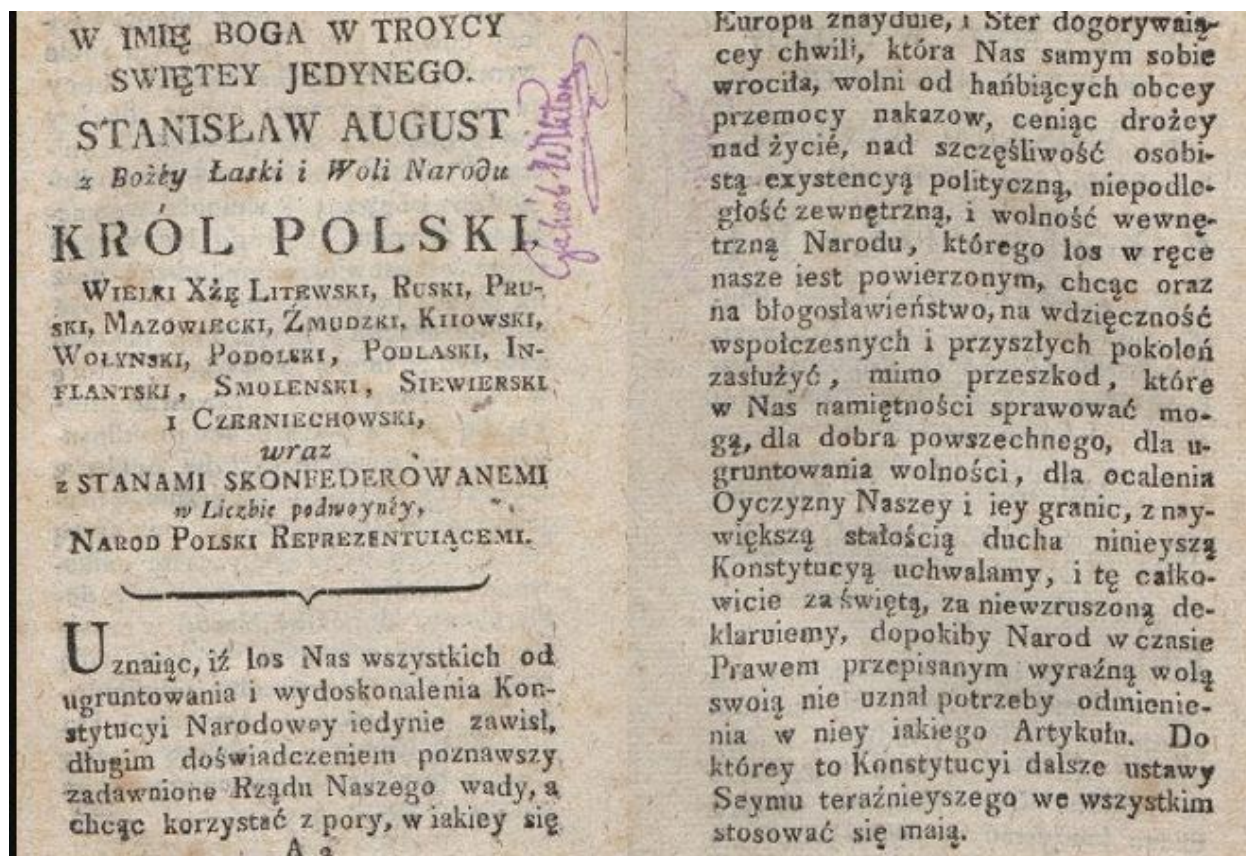 W IMIĘ BOGA W TROYCY
SWIĘTEY JEDYNEGO.
STANISŁAW AUGUST
z Bożéy Łaski i Woli Narodu
KRÓL POLSKI,
WIELKI XŻĘ LITEWSKI, RUSKI, PRU-
SKI, MAZOWIECKI, ŻMUDZKI, KIIOWSKI,
WOŁYNSKI, PODOLSKI, PODLASKI, IN-
FLANTSKI, SMOLENSKI, SIEWIERSKI
I CZERNIECHOWSKI,
wraz
z STANAMI SKONFEDEROWANEMI
w Liczbie podwoynéy,
NAROD POLSKI REPREZENTUIĄCEMI.
Uznaiąc, iż los Nas wszystkich od
ugruntowania i wydoskonalenia Kon-
stytucyi Narodowey iedynie zawisł,
długim doświadczeniem poznawszy
zadawnione Rządu Naszego wady, a
chcąc korzystać z pory, w iakiey się
A 2
Europa znayduie, i Ster dogorywaią-
cey chwili, która Nas samym sobie
wrociła, wolni od hańbiących obcey
przemocy nakazow, ceniąc drożey
nad życie, nad szczęśliwość osobi-
stą exystencyą polityczną, niepodle-
głość zewnętrzną, i wolność wewnę-
trzną Narodu, którego los w ręce
nasze iest powierzonym, chcąc oraz
na błogosławieństwo, na wdzięczność
wspołczesnych i przyszłych pokoleń
zasłużyć, mimo przeszkod, które
w Nas namiętności sprawować mo-
gą, dla dobra powszechnego, dla u-
gruntowania wolności, dla ocalenia
Oyczyzny Naszey i iey granic, z nay-
większą stałością ducha ninieyszą
Konstytucyą uchwalamy, i tę całko-
wicie za świętą, za niewzruszoną de-
klaruiemy, dopokiby Narod w czasie
Prawem przepisanym wyraźną wolą
swoią nie uznał potrzeby odmienie-
nia w niey iakiego Artykułu. Do
którey to Konstytucyi dalsze ustawy
Seymu teraźnieyszego we wszystkim
stosować się maią.